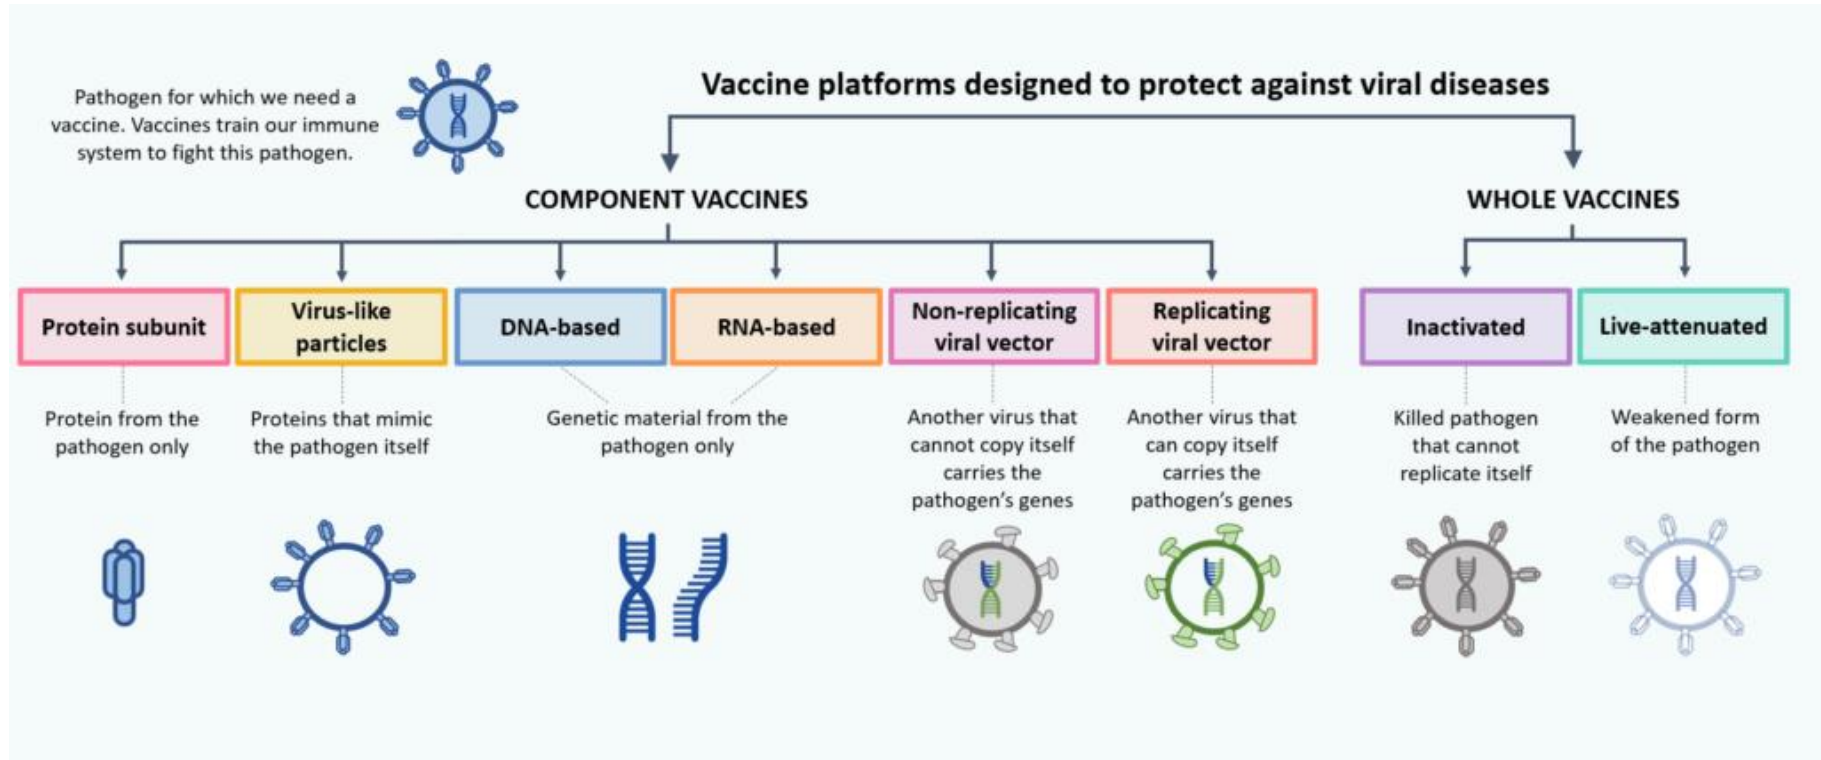 Vaccine platforms designed to protect against viral diseases
Pathogen for which we need a
vaccine. Vaccines train our immune
system to fight this pathogen.
COMPONENT VACCINES
WHOLE VACCINES
Protein subunit
Virus-like
particles
DNA-based
RNA-based
Non-replicating
viral vector
Replicating
viral vector
Inactivated
Live-attenuated
Protein from the
pathogen only
Proteins that mimic
the pathogen itself
Genetic material from the
pathogen only
Another virus that
cannot copy itself
carries the
pathogen’s genes
Another virus that
can copy itself
carries the
pathogen’s genes
Killed pathogen
that cannot
replicate itself
Weakened form
of the pathogen